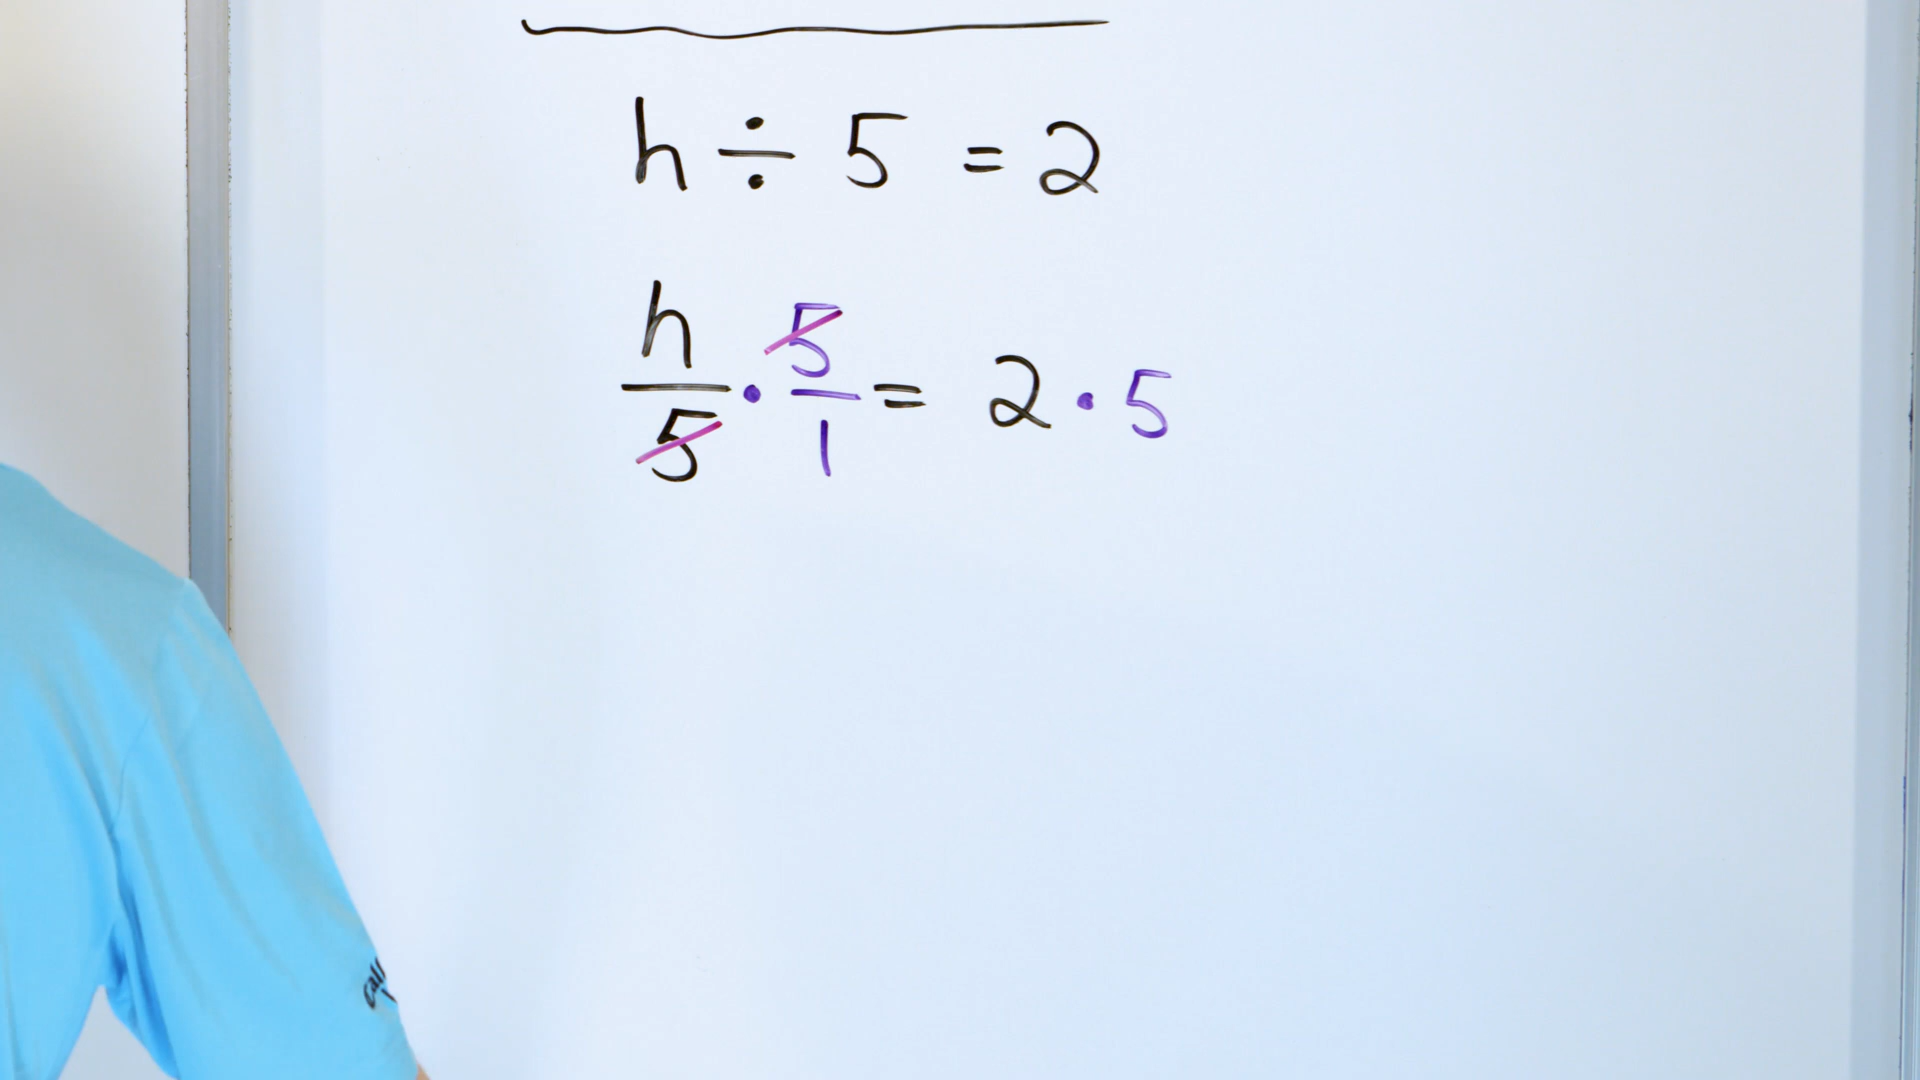 h ÷ 5 = 2
h/5 · 5/1 = 2 · 5